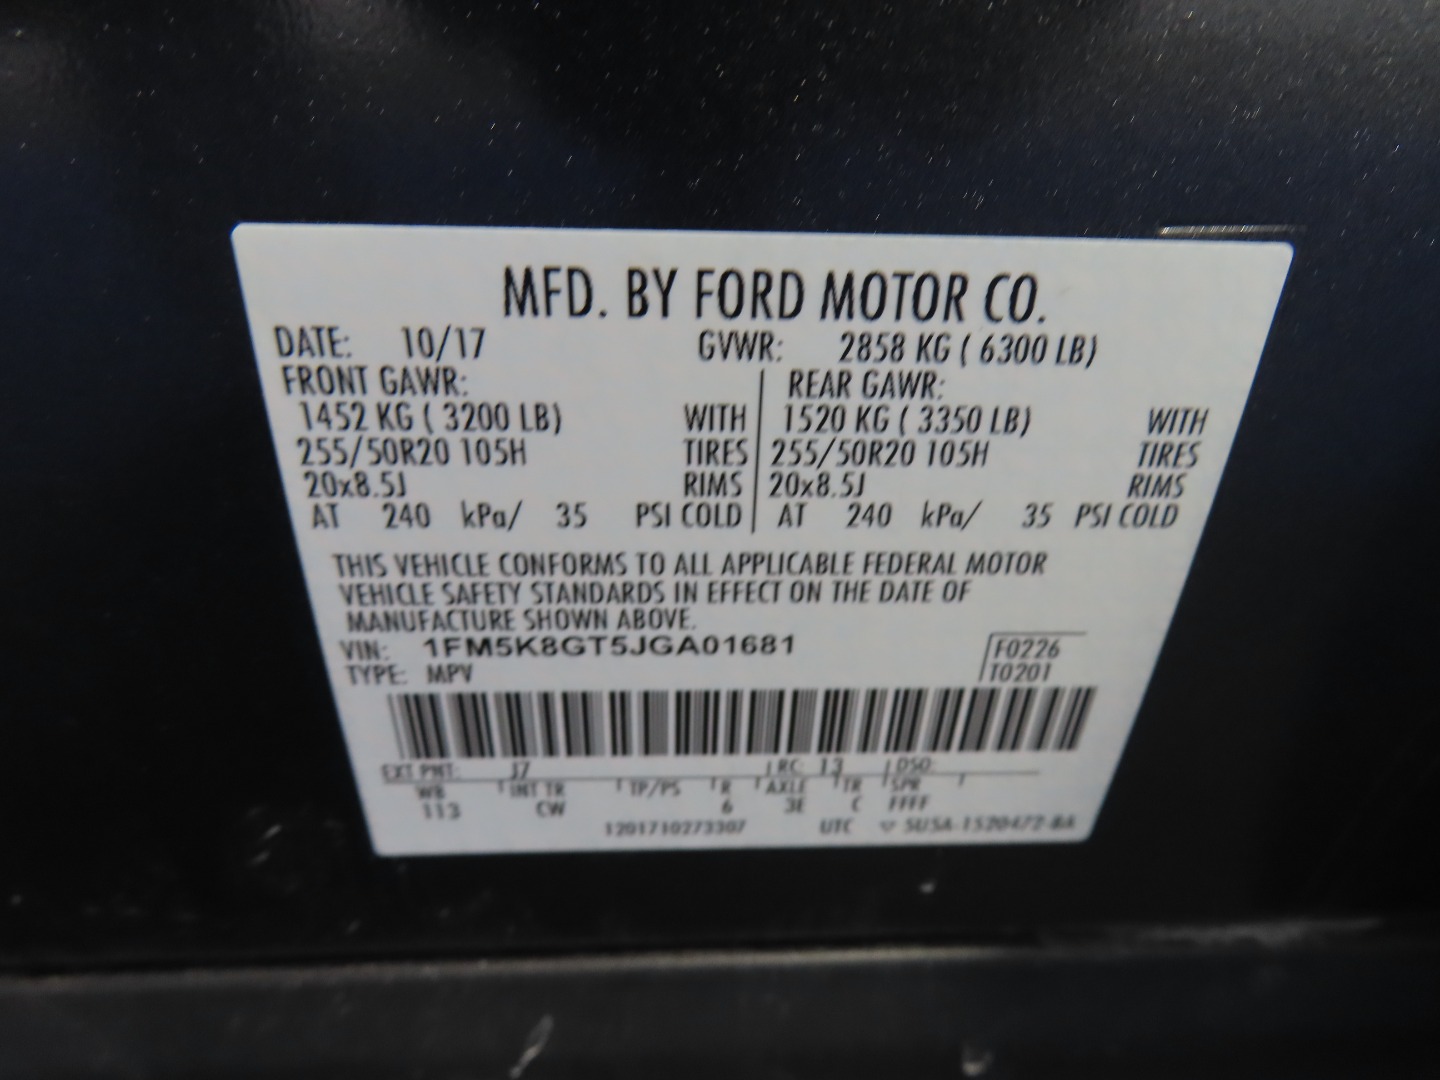 MFD. BY FORD MOTOR CO.
DATE: 10/17 GVWR: 2858 KG ( 6300 LB)
FRONT GAWR: REAR GAWR:
1452 KG ( 3200 LB) WITH 1520 KG ( 3350 LB) WITH
255/50R20 105H TIRES 255/50R20 105H TIRES
20x8.5J RIMS 20x8.5J RIMS
AT 240 kPa/ 35 PSI COLD AT 240 kPa/ 35 PSI COLD
THIS VEHICLE CONFORMS TO ALL APPLICABLE FEDERAL MOTOR
VEHICLE SAFETY STANDARDS IN EFFECT ON THE DATE OF
MANUFACTURE SHOWN ABOVE.
VIN: 1FM5K8GT5JGA01681 F0226
TYPE: MPV T0201
EXT PNT: J7 RC: 13 DSO:
WB INT TR TP/PS R AXLE TR SPR
113 CW 6 3E C FFFF
1201710273307 UTC 5U5A-1520472-BA